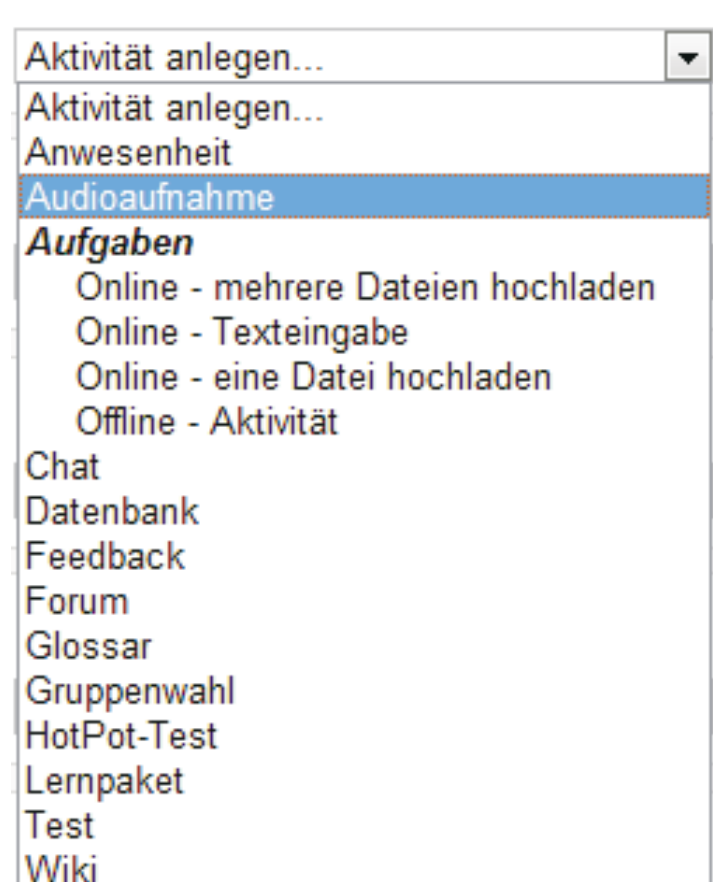 Aktivität anlegen...
Aktivität anlegen...
Anwesenheit
Audioaufnahme
Aufgaben
Online - mehrere Dateien hochladen
Online - Texteingabe
Online - eine Datei hochladen
Offline - Aktivität
Chat
Datenbank
Feedback
Forum
Glossar
Gruppenwahl
HotPot-Test
Lernpaket
Test
Wiki